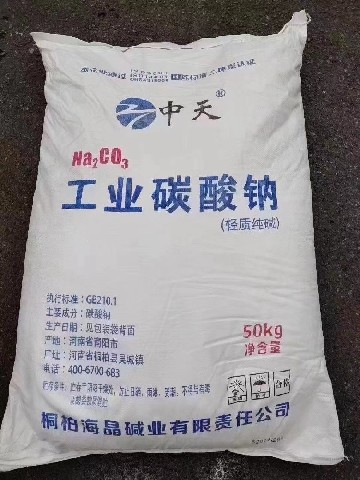 中天®
Na₂CO₃
工业碳酸钠
(轻质纯碱)
执行标准：GB210.1
主要成分：碳酸钠
生产日期：见包装袋背面
产地：河南省南阳市
厂址：河南省桐柏县吴城镇
电话：400-6700-683
50kg
净含量
桐柏海晶碱业有限责任公司